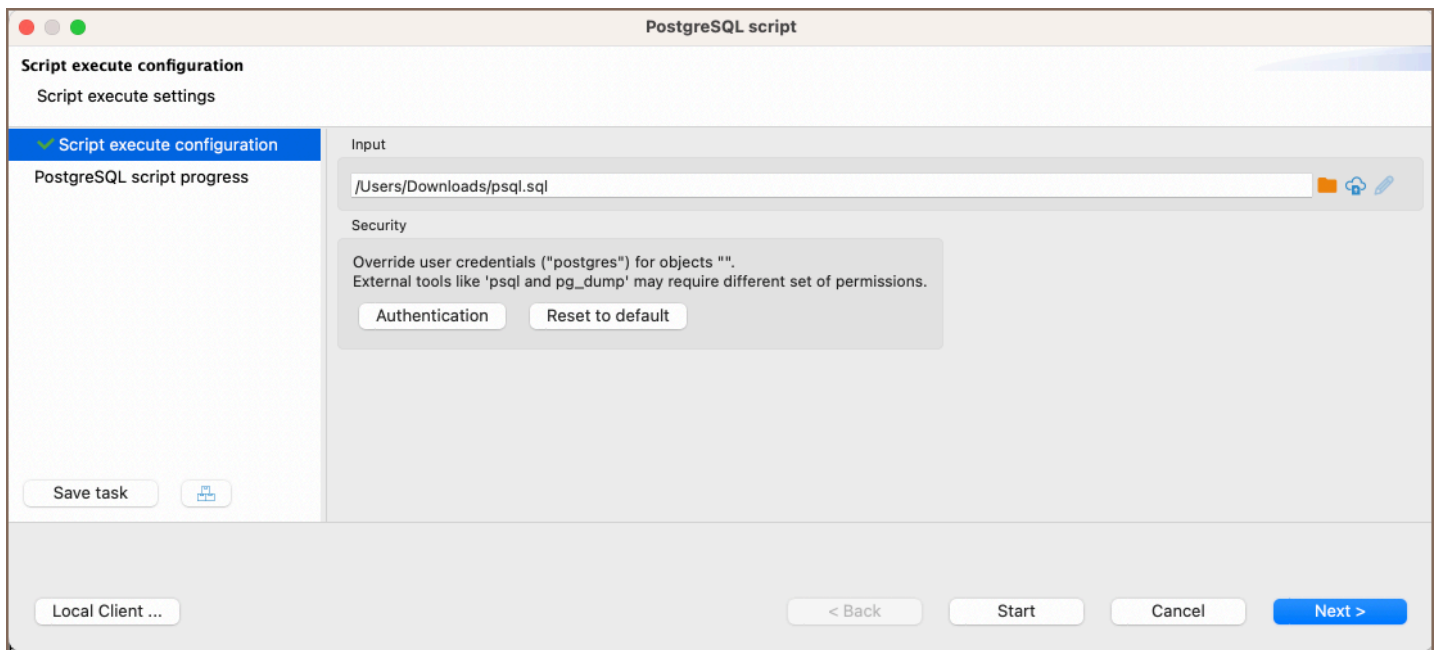 PostgreSQL script
Script execute configuration
Script execute settings
Script execute configuration
PostgreSQL script progress
Input
/Users/Downloads/psql.sql
Security
Override user credentials ("postgres") for objects "".
External tools like 'psql and pg_dump' may require different set of permissions.
Authentication
Reset to default
Save task
Local Client ...
< Back
Start
Cancel
Next >